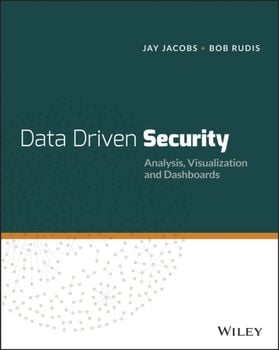 JAY JACOBS + BOB RUDIS
Data Driven Security
Analysis, Visualization
and Dashboards
WILEY